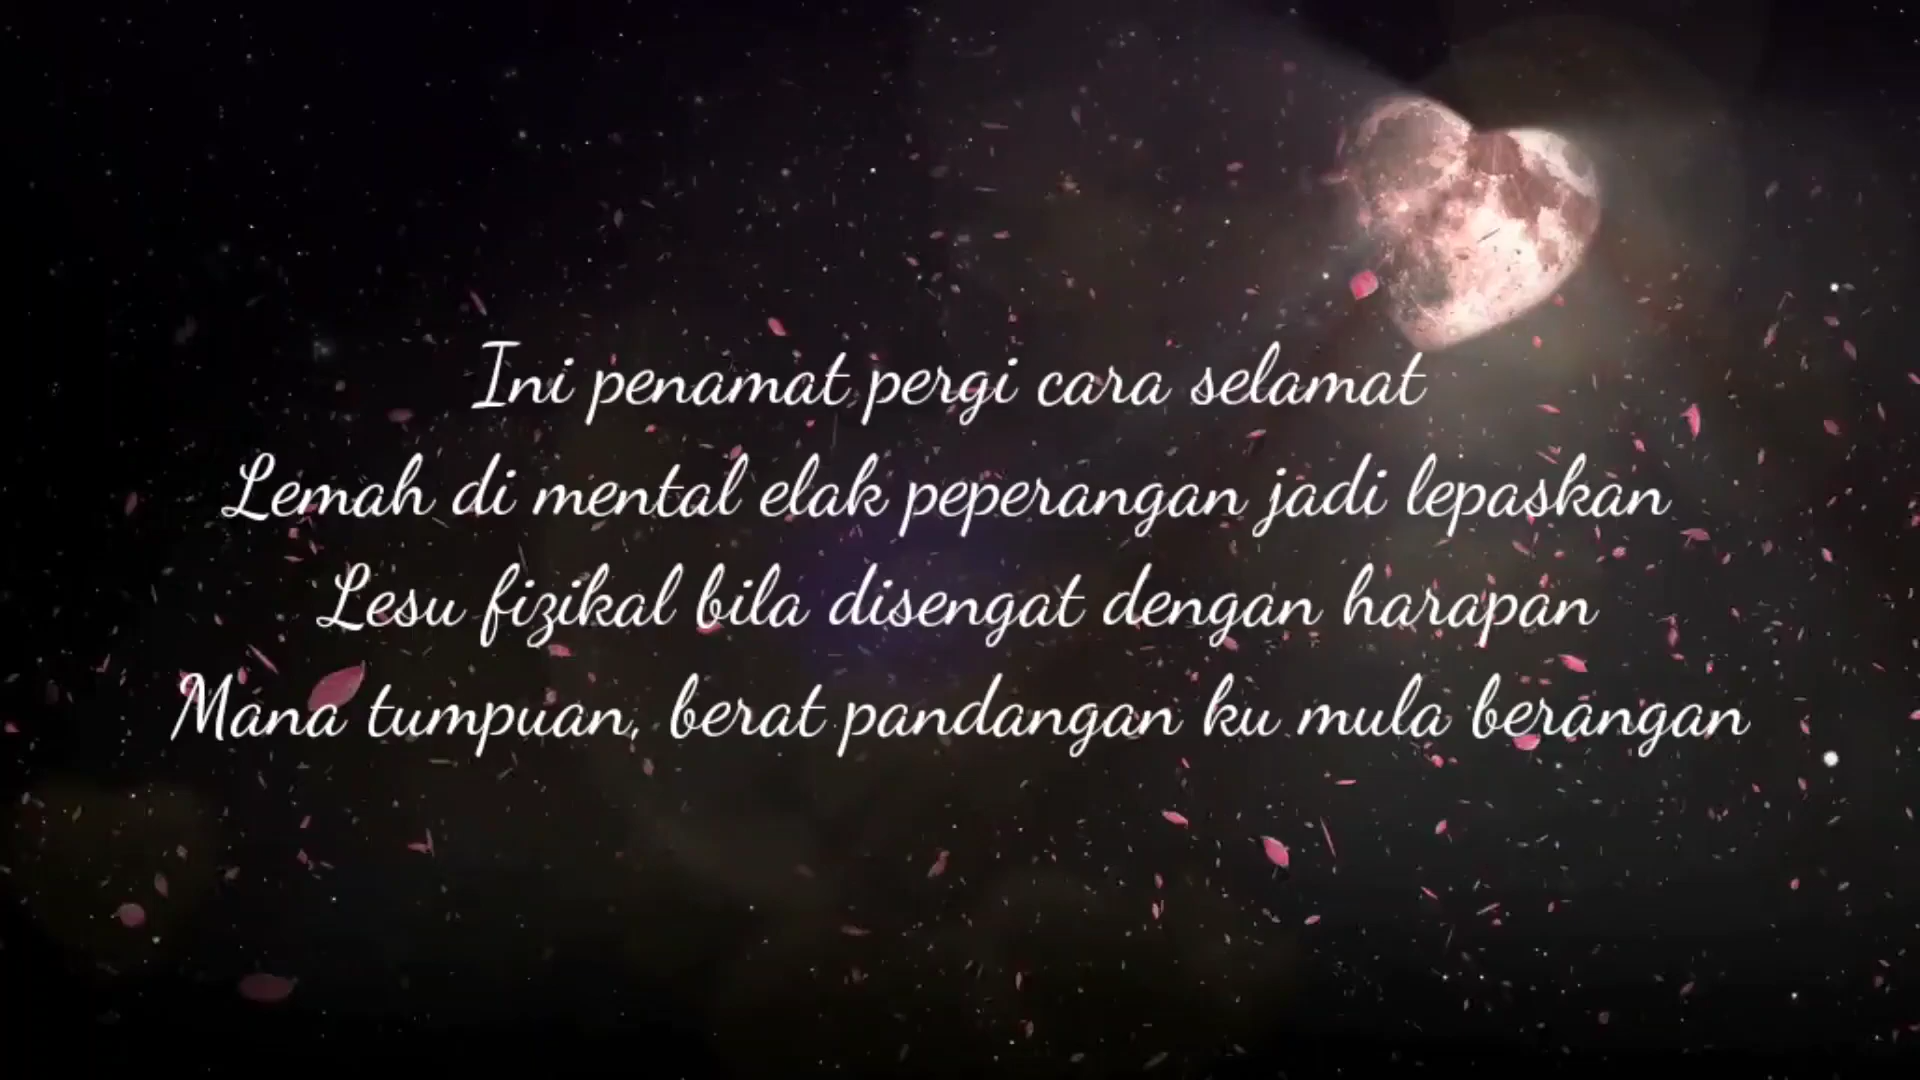 Ini penamat pergi cara selamat
Lemah di mental elak peperangan jadi lepaskan
Lesu fizikal bila disengat dengan harapan
Mana tumpuan, berat pandangan ku mula berangan